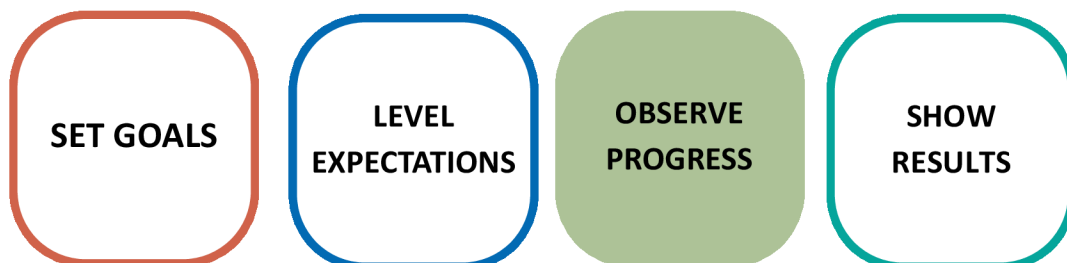 SET GOALS
LEVEL
EXPECTATIONS
OBSERVE
PROGRESS
SHOW
RESULTS